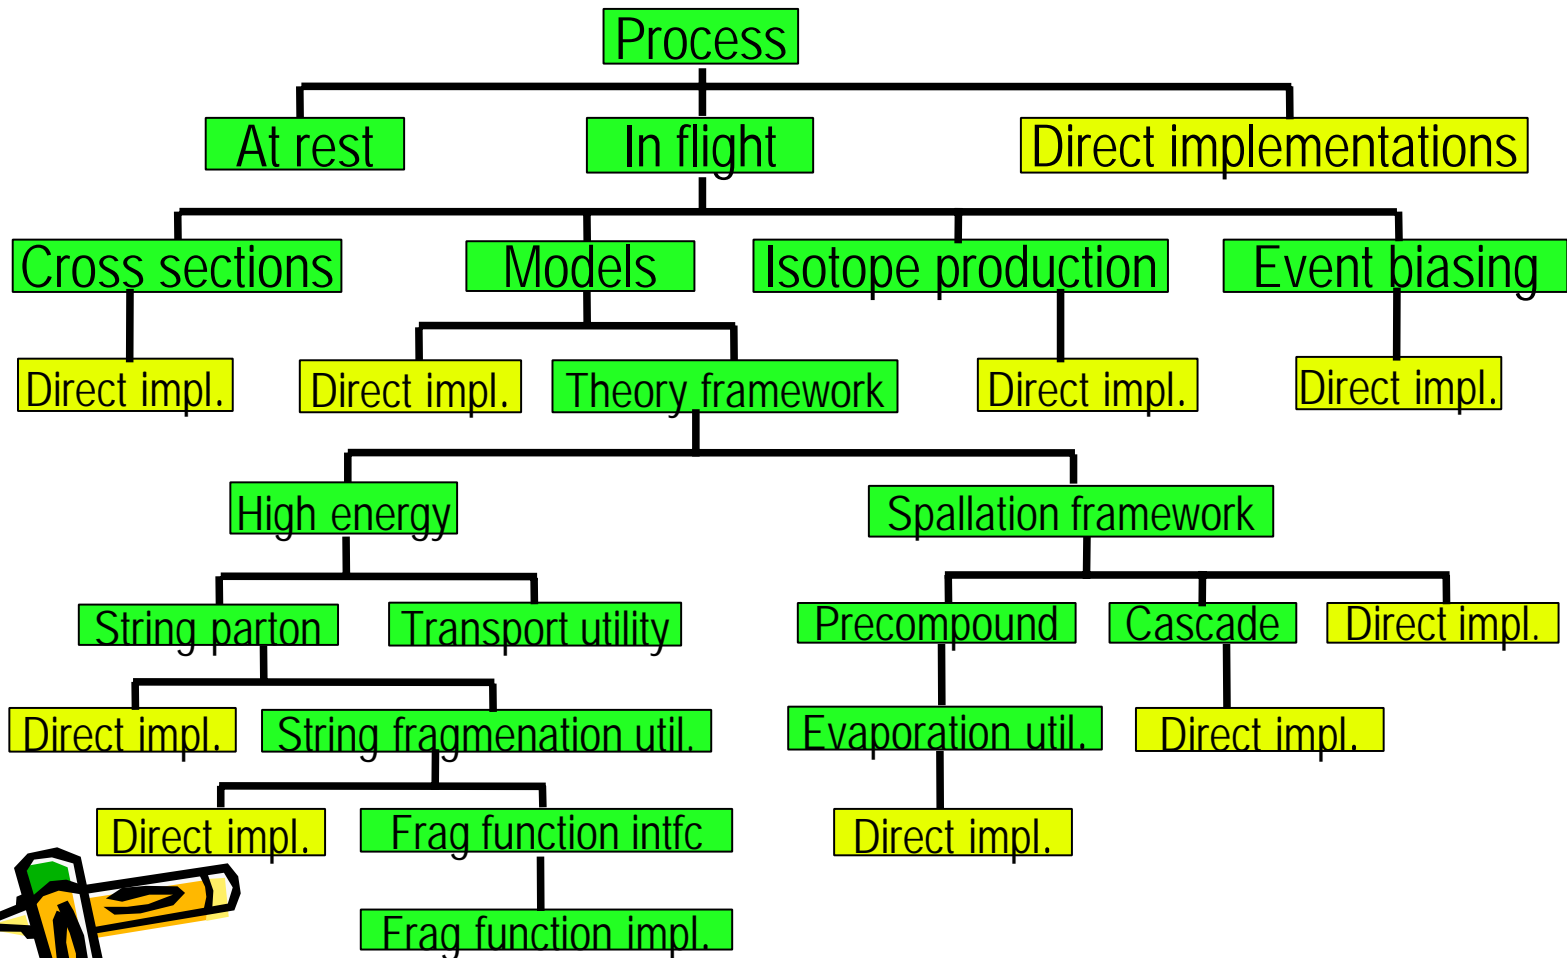 Process
At rest
In flight
Direct implementations
Cross sections
Models
Isotope production
Event biasing
Direct impl.
Direct impl.
Theory framework
Direct impl.
Direct impl.
High energy
Spallation framework
String parton
Transport utility
Precompound
Cascade
Direct impl.
Direct impl.
String fragmenation util.
Evaporation util.
Direct impl.
Direct impl.
Frag function intfc
Direct impl.
Frag function impl.